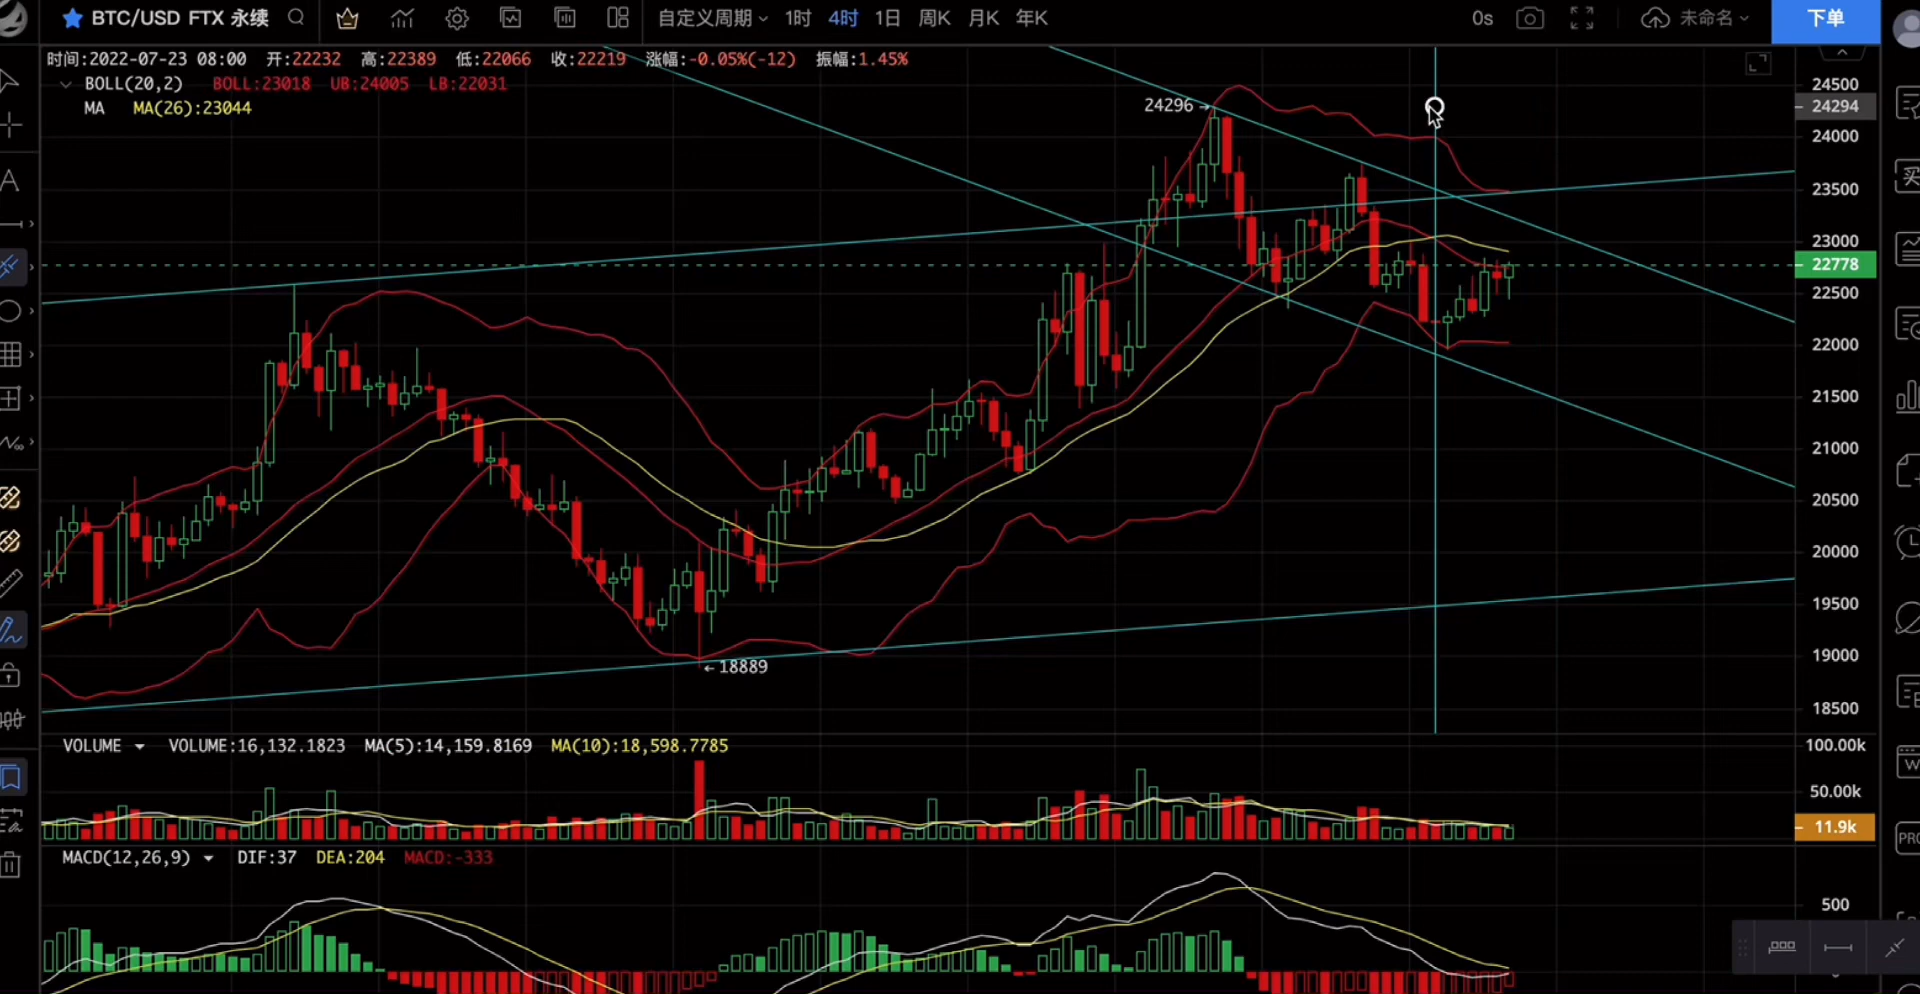 BTC/USD FTX 永续 自定义周期 1时 4时 1日 周K 月K 年K 0s 未命名 下单
时间:2022-07-23 08:00 开:22232 高:22389 低:22066 收:22219 涨幅:-0.05%(-12) 振幅:1.45%
BOLL(20,2) BOLL:23018 UB:24005 LB:22031
MA MA(26):23044
24296
18889
24500
24294
24000
23500
23000
22778
22500
22000
21500
21000
20500
20000
19500
19000
18500
VOLUME VOLUME:16,132.1823 MA(5):14,159.8169 MA(10):18,598.7785
100.00k
50.00k
11.9k
MACD(12,26,9) DIF:37 DEA:204 MACD:-333
500
买
W
PRO